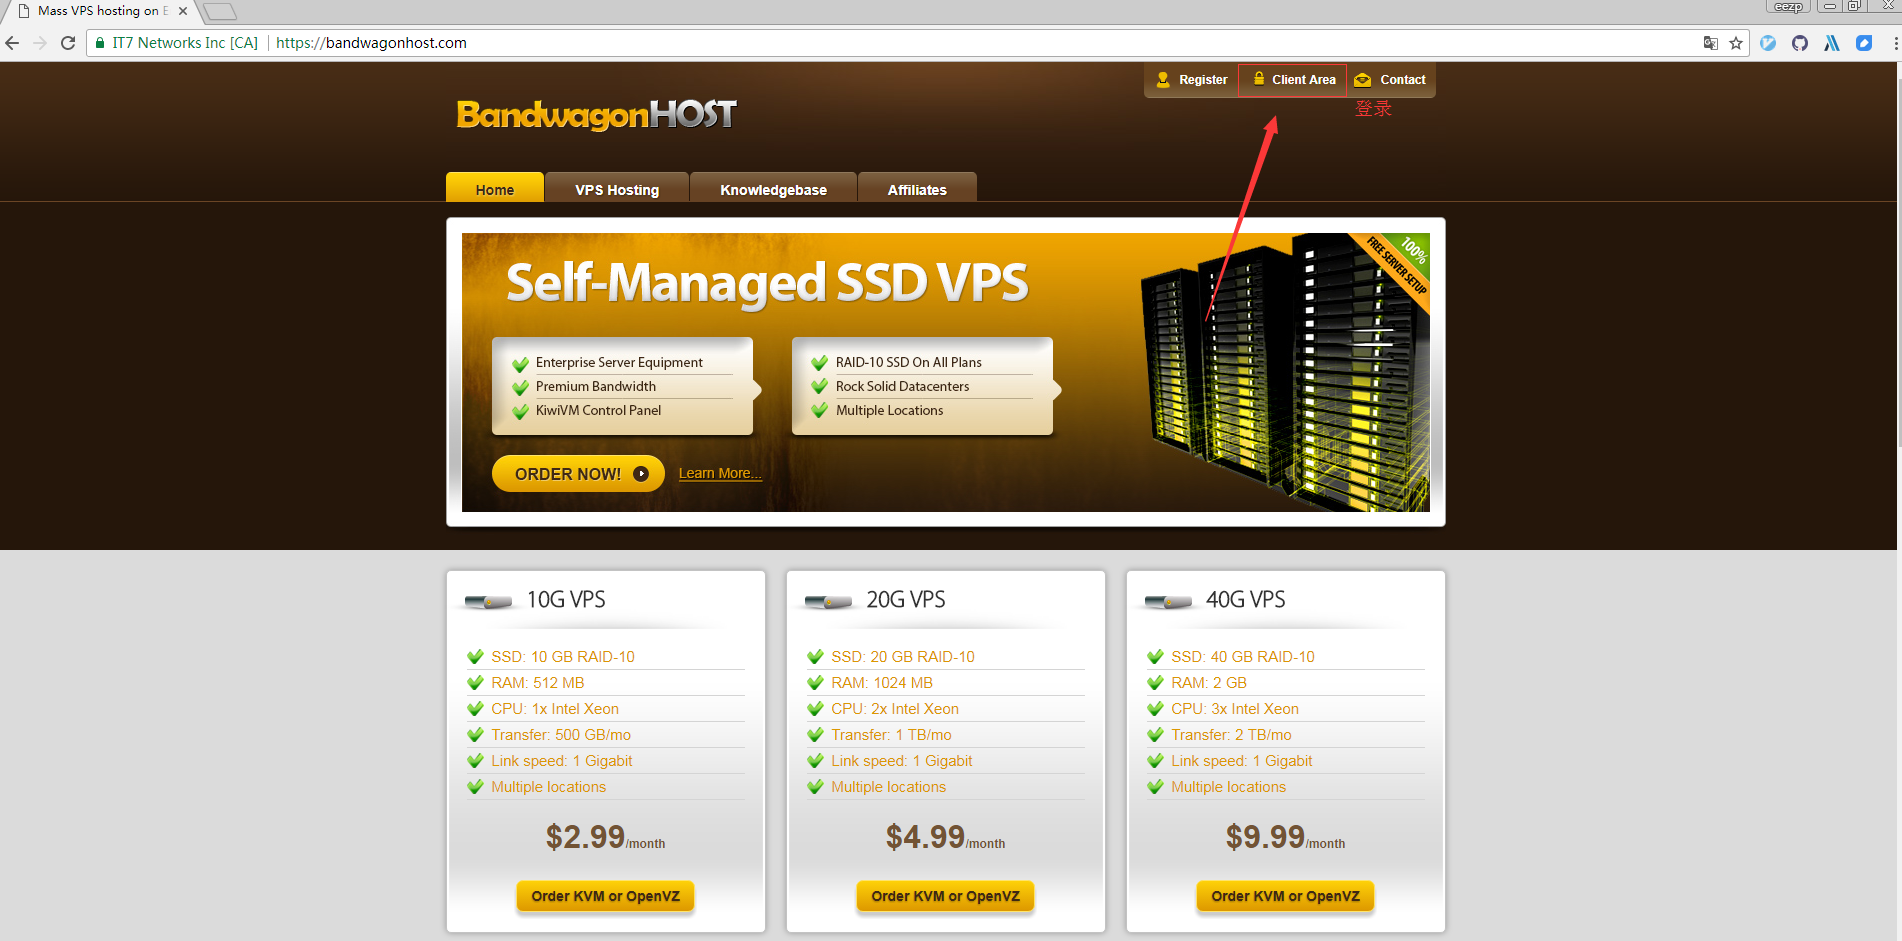 Mass VPS hosting on E
eezp
IT7 Networks Inc [CA]
https://bandwagonhost.com
Register
Client Area
Contact
登录
BandwagonHOST
Home
VPS Hosting
Knowledgebase
Affiliates
Self-Managed SSD VPS
100%
FREE SERVER SETUP
Enterprise Server Equipment
Premium Bandwidth
KiwiVM Control Panel
RAID-10 SSD On All Plans
Rock Solid Datacenters
Multiple Locations
ORDER NOW!
Learn More...
10G VPS
SSD: 10 GB RAID-10
RAM: 512 MB
CPU: 1x Intel Xeon
Transfer: 500 GB/mo
Link speed: 1 Gigabit
Multiple locations
$2.99/month
Order KVM or OpenVZ
20G VPS
SSD: 20 GB RAID-10
RAM: 1024 MB
CPU: 2x Intel Xeon
Transfer: 1 TB/mo
Link speed: 1 Gigabit
Multiple locations
$4.99/month
Order KVM or OpenVZ
40G VPS
SSD: 40 GB RAID-10
RAM: 2 GB
CPU: 3x Intel Xeon
Transfer: 2 TB/mo
Link speed: 1 Gigabit
Multiple locations
$9.99/month
Order KVM or OpenVZ